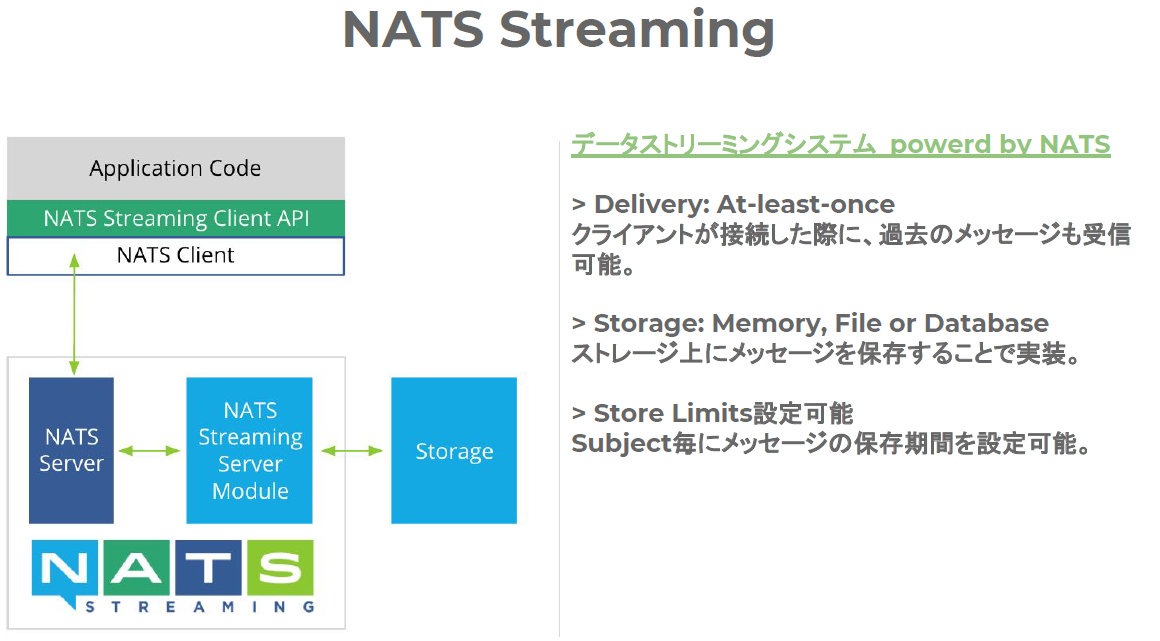 NATS Streaming
Application Code
NATS Streaming Client API
NATS Client
NATS
Server
NATS
Streaming
Server
Module
Storage
NATS
STREAMING
データストリーミングシステム powerd by NATS
> Delivery: At-least-once
クライアントが接続した際に、過去のメッセージも受信
可能。
> Storage: Memory, File or Database
ストレージ上にメッセージを保存することで実装。
> Store Limits設定可能
Subject毎にメッセージの保存期間を設定可能。